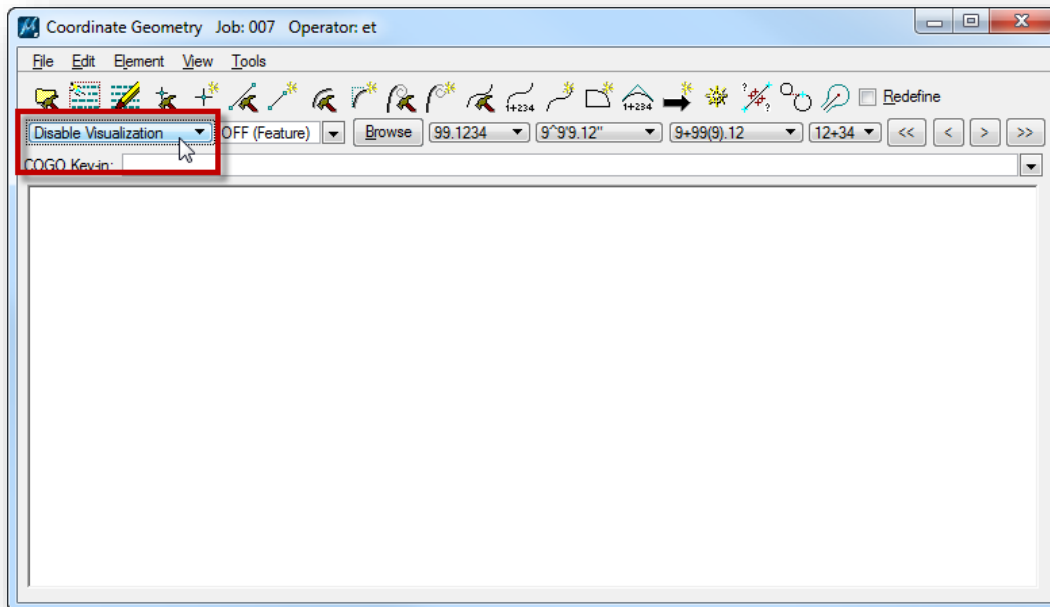 Coordinate Geometry Job: 007 Operator: et
File Edit Element View Tools
1+234 1+234 Redefine
Disable Visualization OFF (Feature) Browse 99.1234 9^9'9.12" 9+99(9).12 12+34 << < > >>
COGO Key-in: